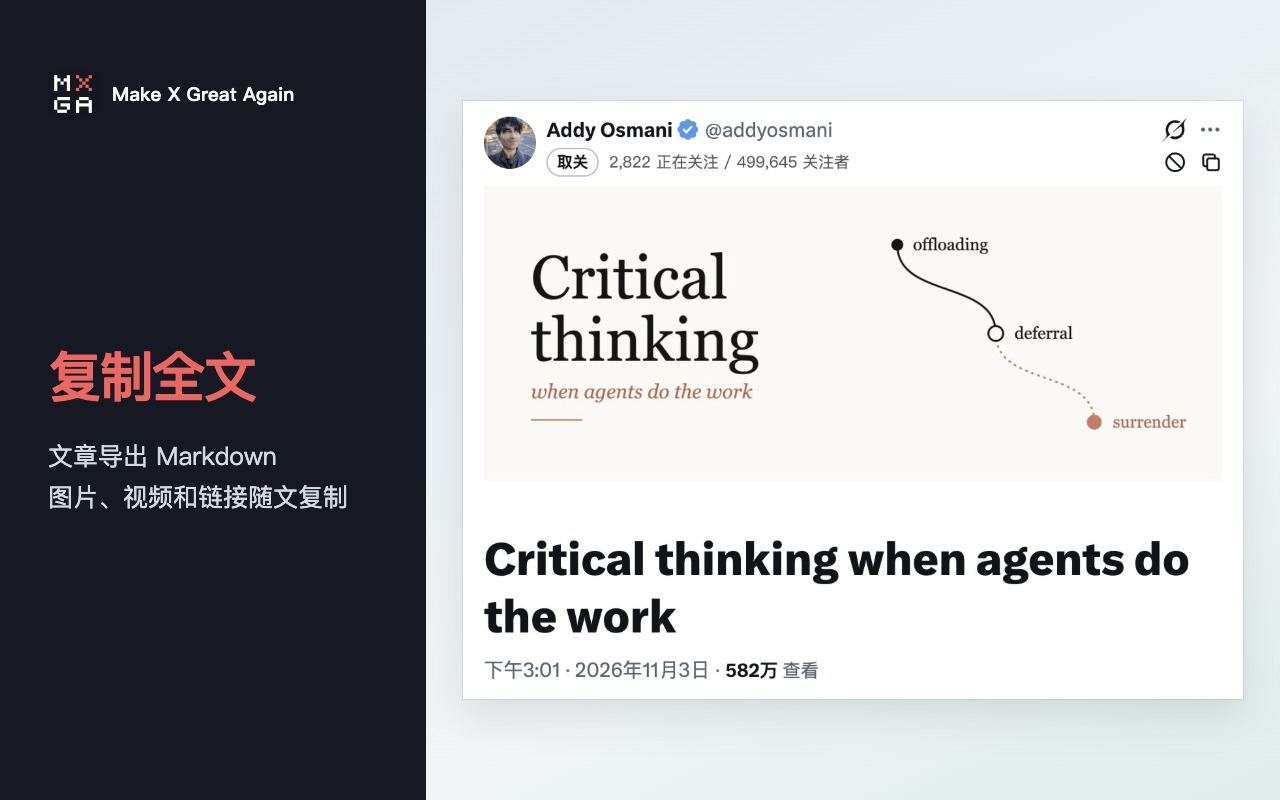 MX
GA
Make X Great Again
复制全文
文章导出 Markdown
图片、视频和链接随文复制
Addy Osmani @addyosmani
取关 2,822 正在关注 / 499,645 关注者
Critical
thinking
when agents do the work
offloading
deferral
surrender
Critical thinking when agents do
the work
下午3:01 · 2026年11月3日 · 582万 查看